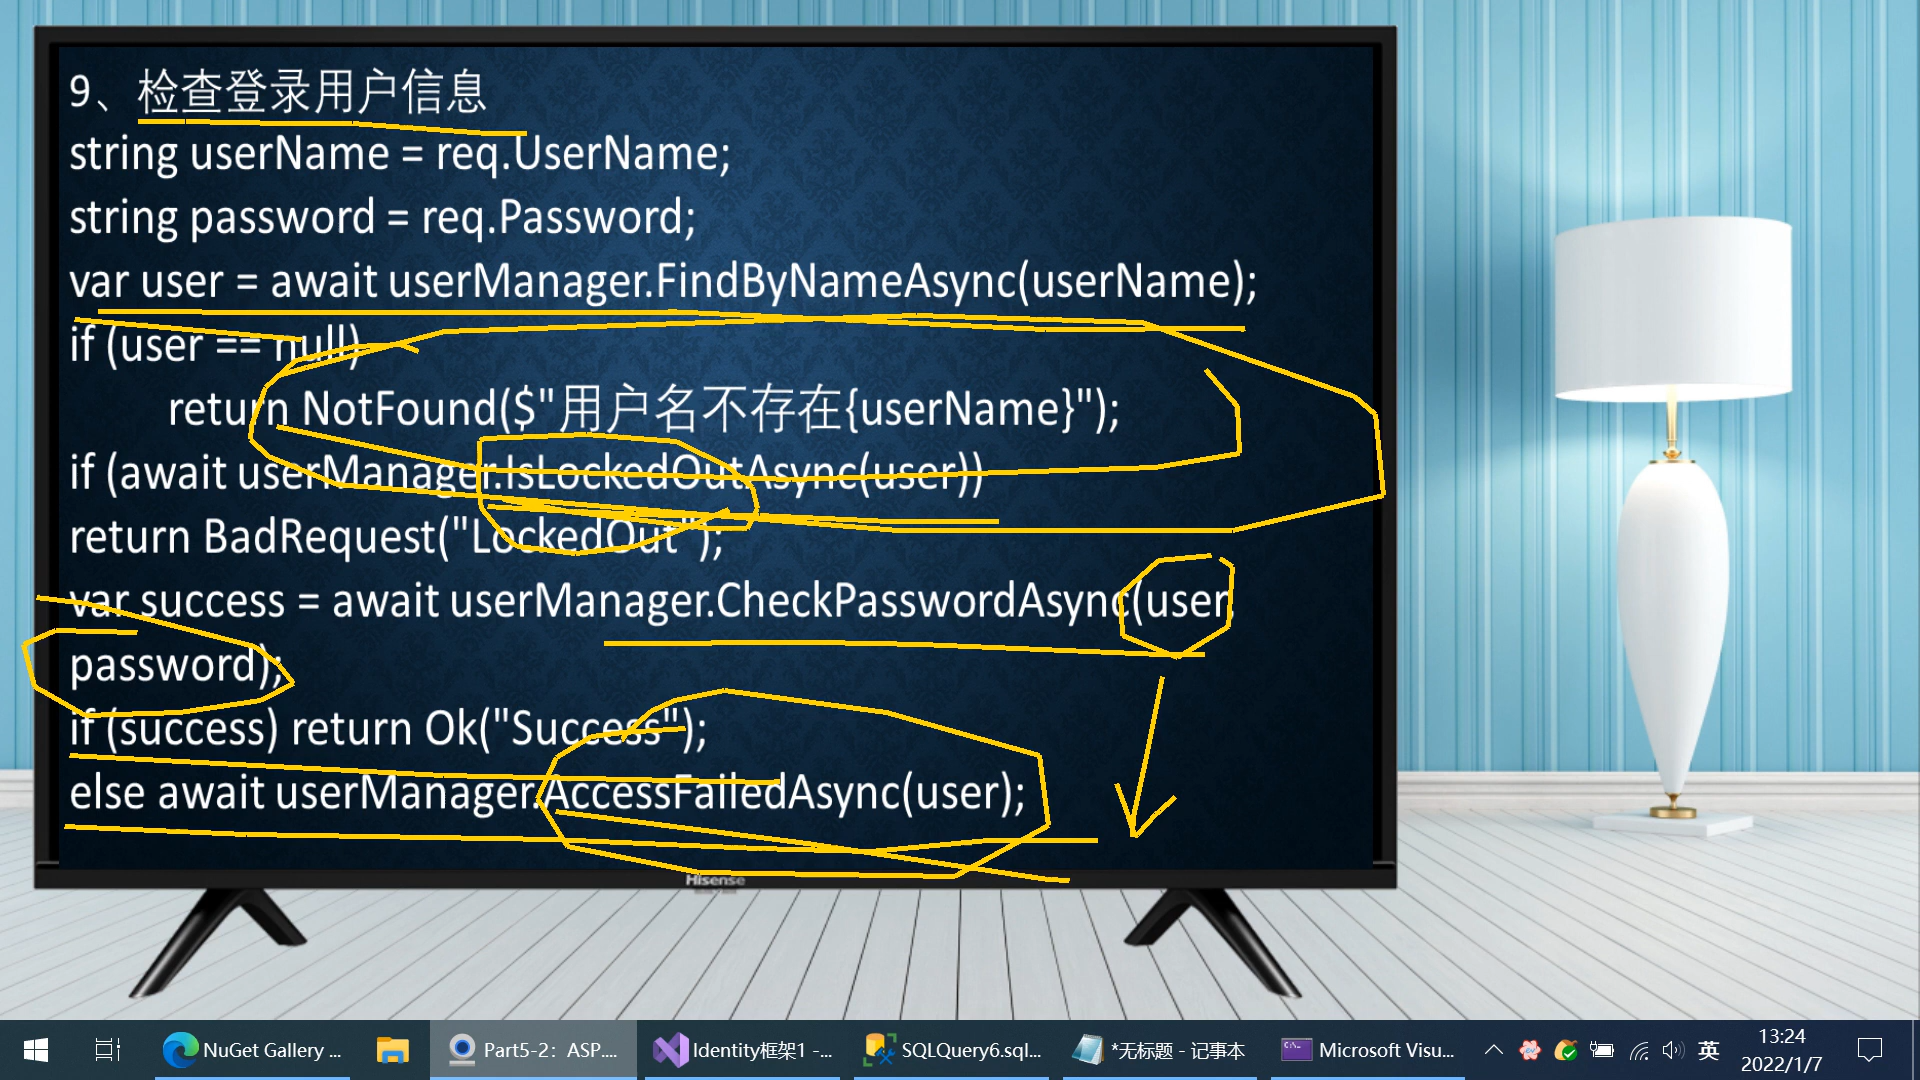 9、检查登录用户信息
string userName = req.UserName;
string password = req.Password;
var user = await userManager.FindByNameAsync(userName);
if (user == null)
return NotFound($"用户名不存在{userName}");
if (await userManager.IsLockedOutAsync(user))
return BadRequest("LockedOut");
var success = await userManager.CheckPasswordAsync(user,
password);
if (success) return Ok("Success");
else await userManager.AccessFailedAsync(user);
Hisense
NuGet Gallery ...
Part5-2：ASP....
Identity框架1 -...
SQLQuery6.sql...
*无标题 - 记事本
Microsoft Visu...
英
13:24
2022/1/7